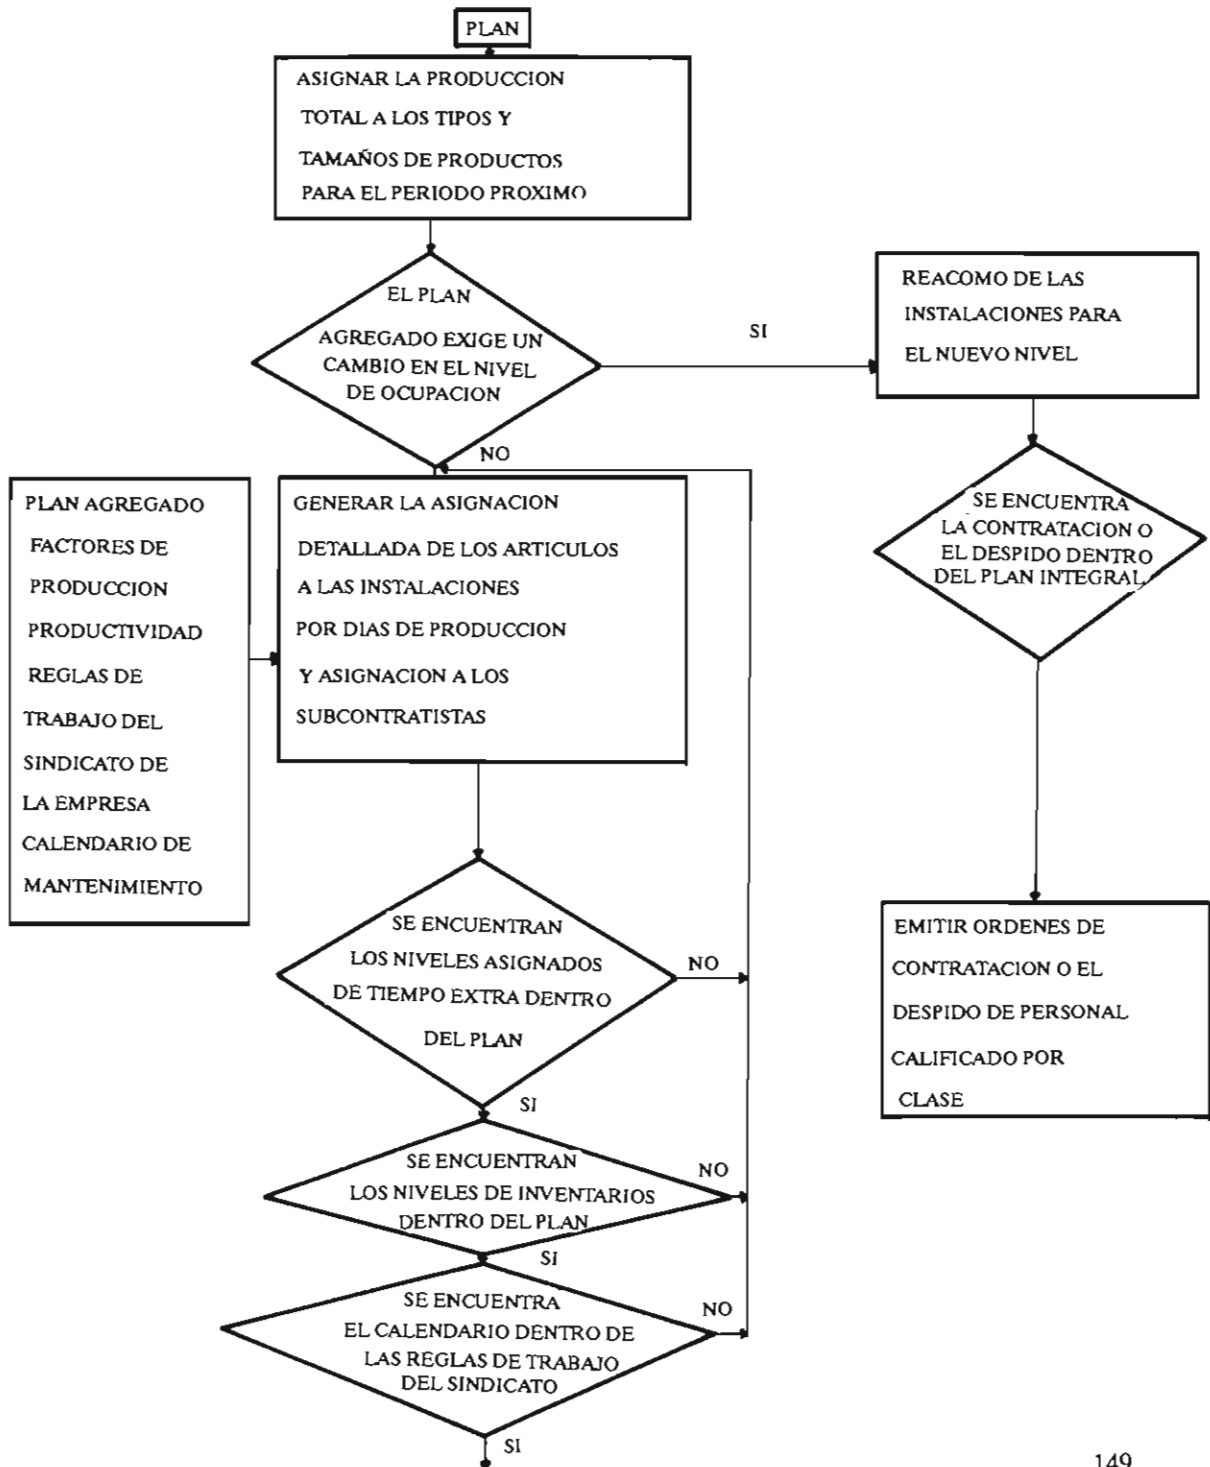 PLAN
ASIGNAR LA PRODUCCION
TOTAL A LOS TIPOS Y
TAMAÑOS DE PRODUCTOS
PARA EL PERIODO PROXIMO
EL PLAN
AGREGADO EXIGE UN
CAMBIO EN EL NIVEL
DE OCUPACION
SI
REACOMO DE LAS
INSTALACIONES PARA
EL NUEVO NIVEL
NO
SE ENCUENTRA
LA CONTRATACION O
EL DESPIDO DENTRO
DEL PLAN INTEGRAL
PLAN AGREGADO
FACTORES DE
PRODUCCION
PRODUCTIVIDAD
REGLAS DE
TRABAJO DEL
SINDICATO DE
LA EMPRESA
CALENDARIO DE
MANTENIMIENTO
GENERAR LA ASIGNACION
DETALLADA DE LOS ARTICULOS
A LAS INSTALACIONES
POR DIAS DE PRODUCCION
Y ASIGNACION A LOS
SUBCONTRATISTAS
SE ENCUENTRAN
LOS NIVELES ASIGNADOS
DE TIEMPO EXTRA DENTRO
DEL PLAN
NO
EMITIR ORDENES DE
CONTRATACION O EL
DESPIDO DE PERSONAL
CALIFICADO POR
CLASE
SI
SE ENCUENTRAN
LOS NIVELES DE INVENTARIOS
DENTRO DEL PLAN
NO
SI
SE ENCUENTRA
EL CALENDARIO DENTRO DE
LAS REGLAS DE TRABAJO
DEL SINDICATO
NO
SI
149